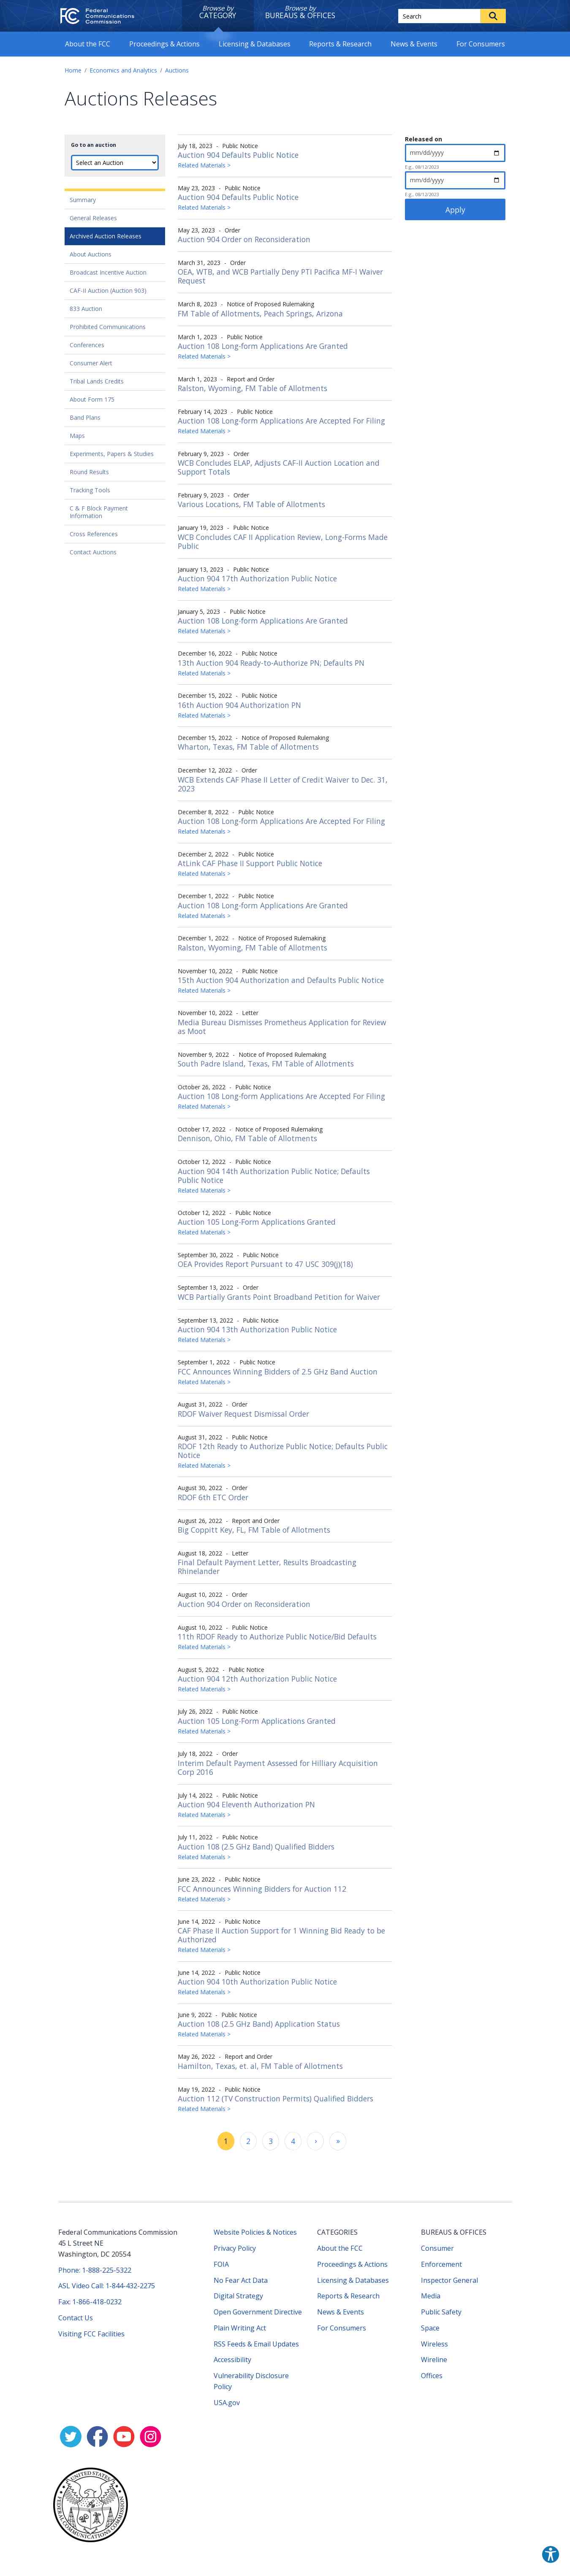 Federal
Communications
Commission
Browse by
CATEGORY
Browse by
BUREAUS & OFFICES
Search
About the FCC
Proceedings & Actions
Licensing & Databases
Reports & Research
News & Events
For Consumers
Home / Economics and Analytics / Auctions
Auctions Releases
Go to an auction
Select an Auction
Summary
General Releases
Archived Auction Releases
About Auctions
Broadcast Incentive Auction
CAF-II Auction (Auction 903)
833 Auction
Prohibited Communications
Conferences
Consumer Alert
Tribal Lands Credits
About Form 175
Band Plans
Maps
Experiments, Papers & Studies
Round Results
Tracking Tools
C & F Block Payment
Information
Cross References
Contact Auctions
July 18, 2023 - Public Notice
Auction 904 Defaults Public Notice
Related Materials >
May 23, 2023 - Public Notice
Auction 904 Defaults Public Notice
Related Materials >
May 23, 2023 - Order
Auction 904 Order on Reconsideration
March 31, 2023 - Order
OEA, WTB, and WCB Partially Deny PTI Pacifica MF-I Waiver
Request
March 8, 2023 - Notice of Proposed Rulemaking
FM Table of Allotments, Peach Springs, Arizona
March 1, 2023 - Public Notice
Auction 108 Long-form Applications Are Granted
Related Materials >
March 1, 2023 - Report and Order
Ralston, Wyoming, FM Table of Allotments
February 14, 2023 - Public Notice
Auction 108 Long-form Applications Are Accepted For Filing
Related Materials >
February 9, 2023 - Order
WCB Concludes ELAP, Adjusts CAF-II Auction Location and
Support Totals
February 9, 2023 - Order
Various Locations, FM Table of Allotments
January 19, 2023 - Public Notice
WCB Concludes CAF II Application Review, Long-Forms Made
Public
January 13, 2023 - Public Notice
Auction 904 17th Authorization Public Notice
Related Materials >
January 5, 2023 - Public Notice
Auction 108 Long-form Applications Are Granted
Related Materials >
December 16, 2022 - Public Notice
13th Auction 904 Ready-to-Authorize PN; Defaults PN
Related Materials >
December 15, 2022 - Public Notice
16th Auction 904 Authorization PN
Related Materials >
December 15, 2022 - Notice of Proposed Rulemaking
Wharton, Texas, FM Table of Allotments
December 12, 2022 - Order
WCB Extends CAF Phase II Letter of Credit Waiver to Dec. 31,
2023
December 8, 2022 - Public Notice
Auction 108 Long-form Applications Are Accepted For Filing
Related Materials >
December 2, 2022 - Public Notice
AtLink CAF Phase II Support Public Notice
Related Materials >
December 1, 2022 - Public Notice
Auction 108 Long-form Applications Are Granted
Related Materials >
December 1, 2022 - Notice of Proposed Rulemaking
Ralston, Wyoming, FM Table of Allotments
November 10, 2022 - Public Notice
15th Auction 904 Authorization and Defaults Public Notice
Related Materials >
November 10, 2022 - Letter
Media Bureau Dismisses Prometheus Application for Review
as Moot
November 9, 2022 - Notice of Proposed Rulemaking
South Padre Island, Texas, FM Table of Allotments
October 26, 2022 - Public Notice
Auction 108 Long-form Applications Are Accepted For Filing
Related Materials >
October 17, 2022 - Notice of Proposed Rulemaking
Dennison, Ohio, FM Table of Allotments
October 12, 2022 - Public Notice
Auction 904 14th Authorization Public Notice; Defaults
Public Notice
Related Materials >
October 12, 2022 - Public Notice
Auction 105 Long-Form Applications Granted
Related Materials >
September 30, 2022 - Public Notice
OEA Provides Report Pursuant to 47 USC 309(j)(18)
September 13, 2022 - Order
WCB Partially Grants Point Broadband Petition for Waiver
September 13, 2022 - Public Notice
Auction 904 13th Authorization Public Notice
Related Materials >
September 1, 2022 - Public Notice
FCC Announces Winning Bidders of 2.5 GHz Band Auction
Related Materials >
August 31, 2022 - Order
RDOF Waiver Request Dismissal Order
August 31, 2022 - Public Notice
RDOF 12th Ready to Authorize Public Notice; Defaults Public
Notice
Related Materials >
August 30, 2022 - Order
RDOF 6th ETC Order
August 26, 2022 - Report and Order
Big Coppitt Key, FL, FM Table of Allotments
August 18, 2022 - Letter
Final Default Payment Letter, Results Broadcasting
Rhinelander
August 10, 2022 - Order
Auction 904 Order on Reconsideration
August 10, 2022 - Public Notice
11th RDOF Ready to Authorize Public Notice/Bid Defaults
Related Materials >
August 5, 2022 - Public Notice
Auction 904 12th Authorization Public Notice
Related Materials >
July 26, 2022 - Public Notice
Auction 105 Long-Form Applications Granted
Related Materials >
July 18, 2022 - Order
Interim Default Payment Assessed for Hilliary Acquisition
Corp 2016
July 14, 2022 - Public Notice
Auction 904 Eleventh Authorization PN
Related Materials >
July 11, 2022 - Public Notice
Auction 108 (2.5 GHz Band) Qualified Bidders
Related Materials >
June 23, 2022 - Public Notice
FCC Announces Winning Bidders for Auction 112
Related Materials >
June 14, 2022 - Public Notice
CAF Phase II Auction Support for 1 Winning Bid Ready to be
Authorized
Related Materials >
June 14, 2022 - Public Notice
Auction 904 10th Authorization Public Notice
Related Materials >
June 9, 2022 - Public Notice
Auction 108 (2.5 GHz Band) Application Status
Related Materials >
May 26, 2022 - Report and Order
Hamilton, Texas, et. al, FM Table of Allotments
May 19, 2022 - Public Notice
Auction 112 (TV Construction Permits) Qualified Bidders
Related Materials >
1 2 3 4 › »
Released on
mm/dd/yyyy
E.g., 08/12/2023
mm/dd/yyyy
E.g., 08/12/2023
Apply
Federal Communications Commission
45 L Street NE
Washington, DC 20554
Phone: 1-888-225-5322
ASL Video Call: 1-844-432-2275
Fax: 1-866-418-0232
Contact Us
Visiting FCC Facilities
Website Policies & Notices
Privacy Policy
FOIA
No Fear Act Data
Digital Strategy
Open Government Directive
Plain Writing Act
RSS Feeds & Email Updates
Accessibility
Vulnerability Disclosure
Policy
USA.gov
CATEGORIES
About the FCC
Proceedings & Actions
Licensing & Databases
Reports & Research
News & Events
For Consumers
BUREAUS & OFFICES
Consumer
Enforcement
Inspector General
Media
Public Safety
Space
Wireless
Wireline
Offices
FEDERAL COMMUNICATIONS COMMISSION